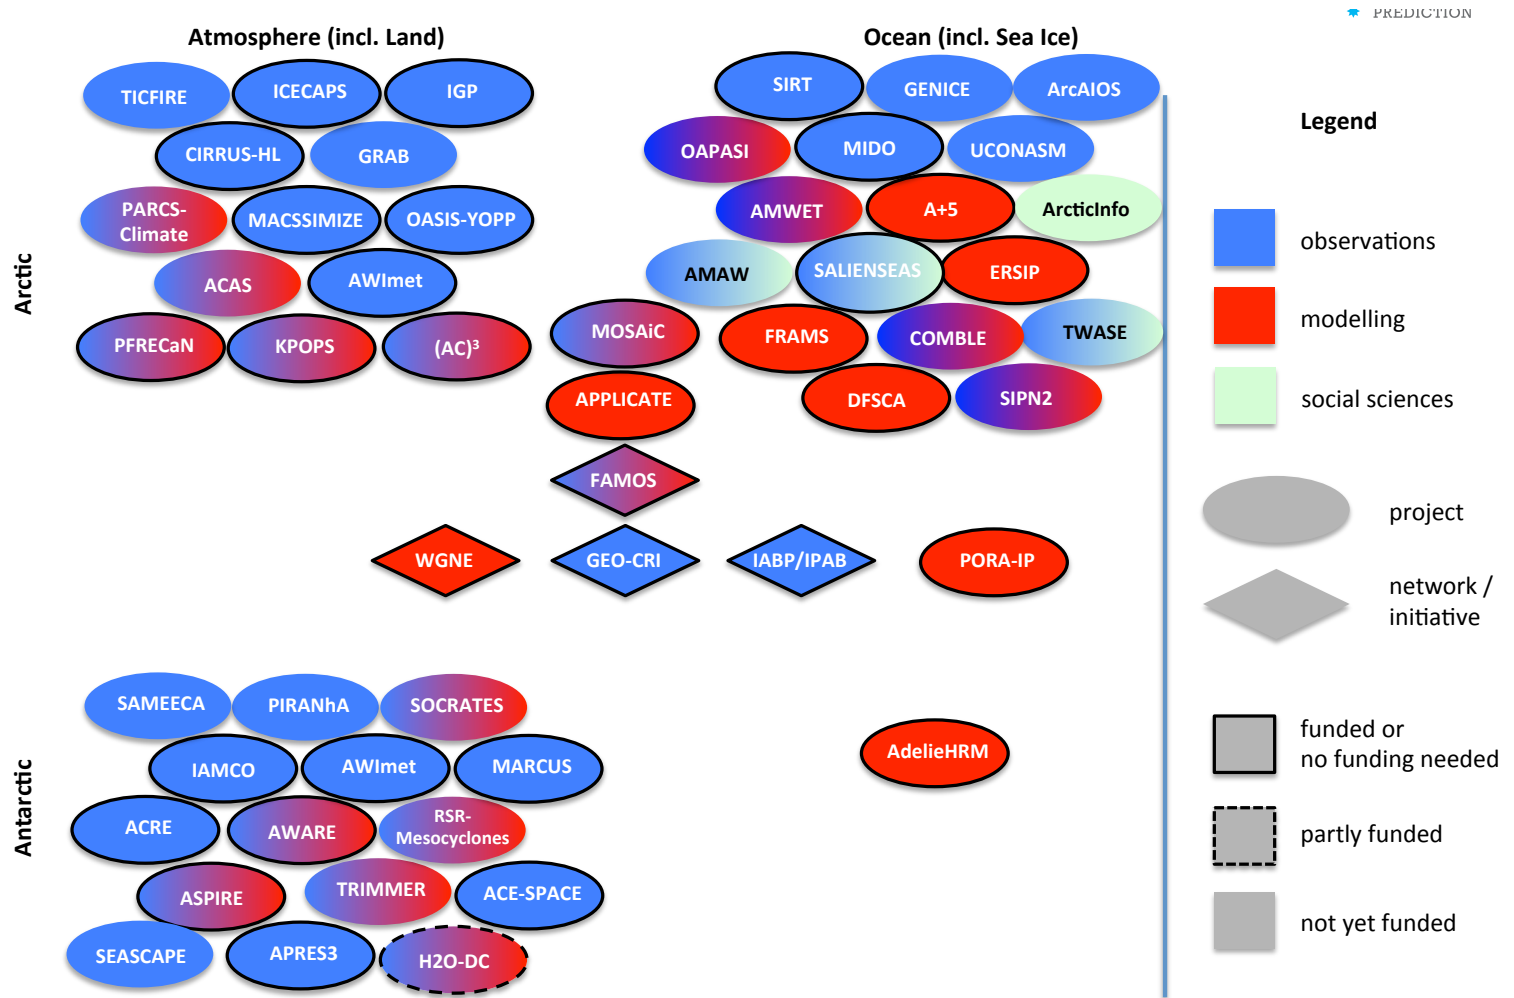 PREDICTION
Atmosphere (incl. Land)
Ocean (incl. Sea Ice)
Arctic
TICFIRE
ICECAPS
IGP
CIRRUS-HL
GRAB
PARCS-
Climate
MACSSIMIZE
OASIS-YOPP
ACAS
AWImet
PFRECaN
KPOPS
(AC)³
SIRT
GENICE
ArcAIOS
OAPASI
MIDO
UCONASM
AMWET
A+5
ArcticInfo
AMAW
SALIENSEAS
ERSIP
MOSAiC
FRAMS
COMBLE
TWASE
APPLICATE
DFSCA
SIPN2
FAMOS
WGNE
GEO-CRI
IABP/IPAB
PORA-IP
Antarctic
SAMEECA
PIRANhA
SOCRATES
IAMCO
AWImet
MARCUS
AdelieHRM
ACRE
AWARE
RSR-
Mesocyclones
ASPIRE
TRIMMER
ACE-SPACE
SEASCAPE
APRES3
H2O-DC
Legend
observations
modelling
social sciences
project
network /
initiative
funded or
no funding needed
partly funded
not yet funded